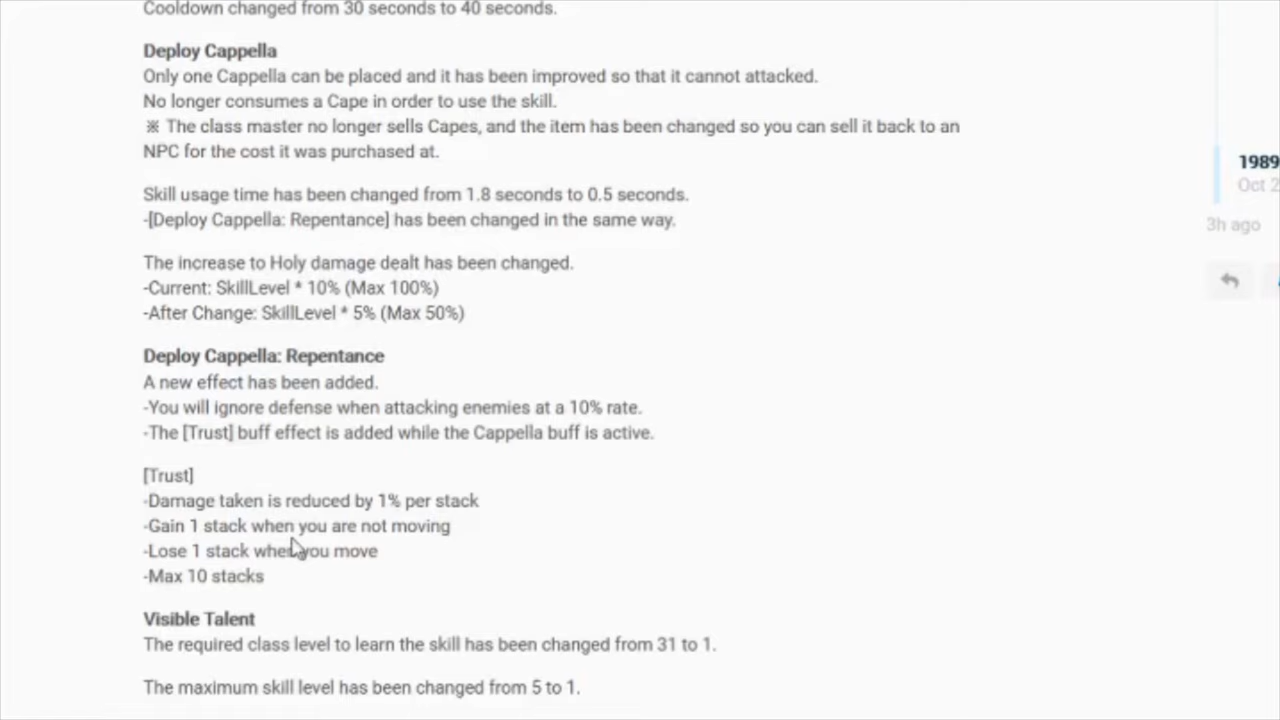 Cooldown changed from 30 seconds to 40 seconds.
Deploy Cappella
Only one Cappella can be placed and it has been improved so that it cannot attacked.
No longer consumes a Cape in order to use the skill.
※ The class master no longer sells Capes, and the item has been changed so you can sell it back to an
NPC for the cost it was purchased at.
Skill usage time has been changed from 1.8 seconds to 0.5 seconds.
-[Deploy Cappella: Repentance] has been changed in the same way.
The increase to Holy damage dealt has been changed.
-Current: SkillLevel * 10% (Max 100%)
-After Change: SkillLevel * 5% (Max 50%)
Deploy Cappella: Repentance
A new effect has been added.
-You will ignore defense when attacking enemies at a 10% rate.
-The [Trust] buff effect is added while the Cappella buff is active.
[Trust]
-Damage taken is reduced by 1% per stack
-Gain 1 stack when you are not moving
-Lose 1 stack when you move
-Max 10 stacks
Visible Talent
The required class level to learn the skill has been changed from 31 to 1.
The maximum skill level has been changed from 5 to 1.
1989
Oct 2
3h ago